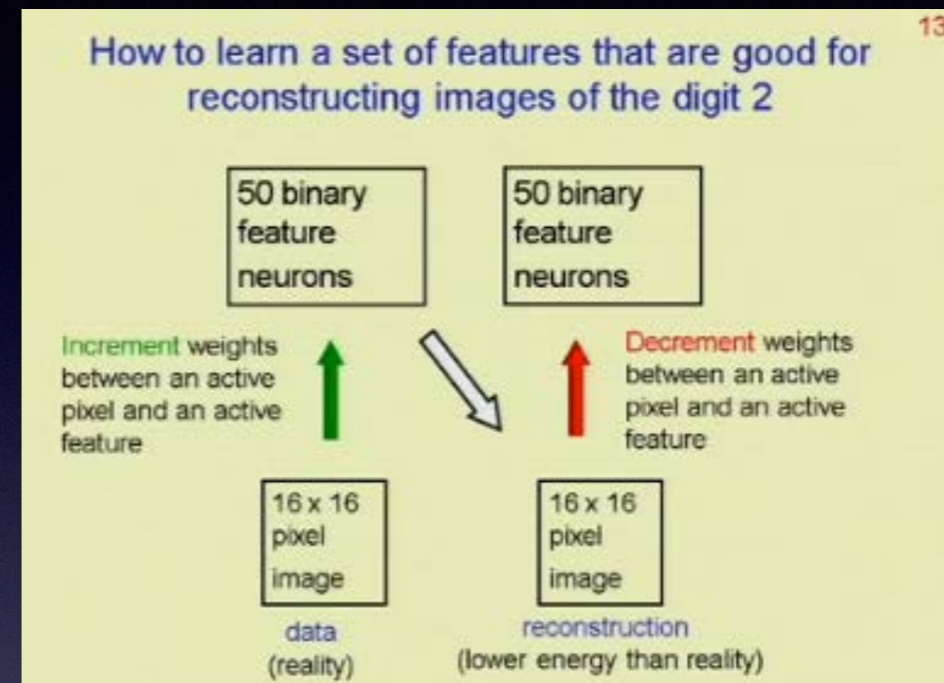 13
How to learn a set of features that are good for
reconstructing images of the digit 2
50 binary
feature
neurons
50 binary
feature
neurons
Increment weights
between an active
pixel and an active
feature
Decrement weights
between an active
pixel and an active
feature
16 x 16
pixel
image
16 x 16
pixel
image
data
(reality)
reconstruction
(lower energy than reality)